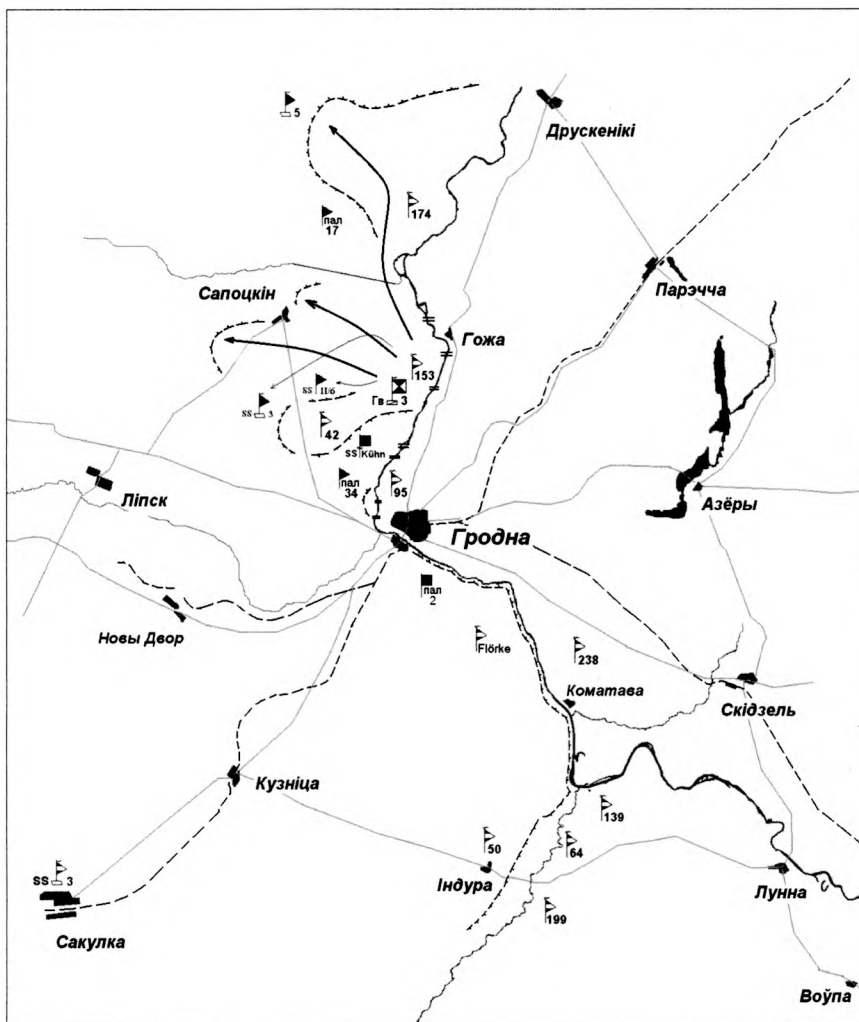 5
Друскенікі
174
пал
17
Парэчча
Сапоцкін
Гожа
153
SS II/6
Гв 3
SS 3
42
SS Kühn
пал
34
95
Ліпск
Азёры
Гродна
пал
2
Новы Двор
Flörke
238
Коматава
Скідзель
Кузніца
139
50
64
SS 3
Індура
Лунна
199
Сакулка
Воўпа